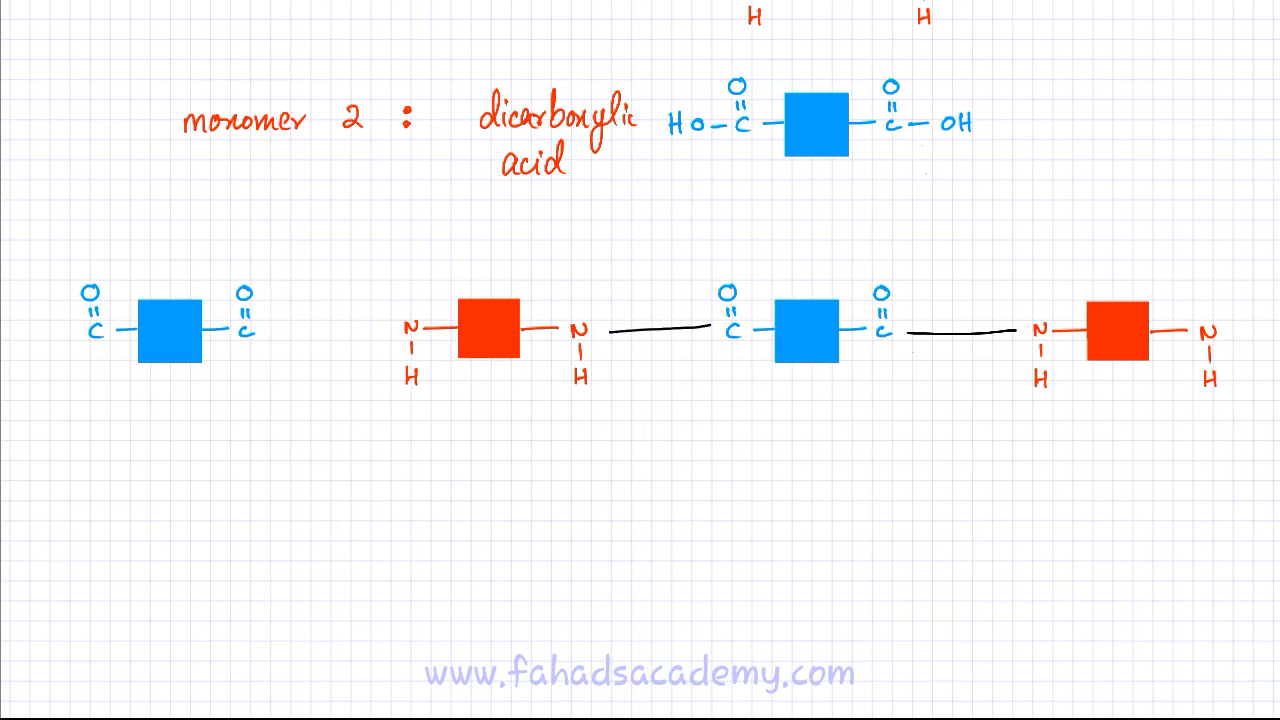 H H
O O
monomer 2 : dicarboxylic HO-C C-OH
acid
O O O O
C C N N C C N N
H H H H
www.fahadsacademy.com